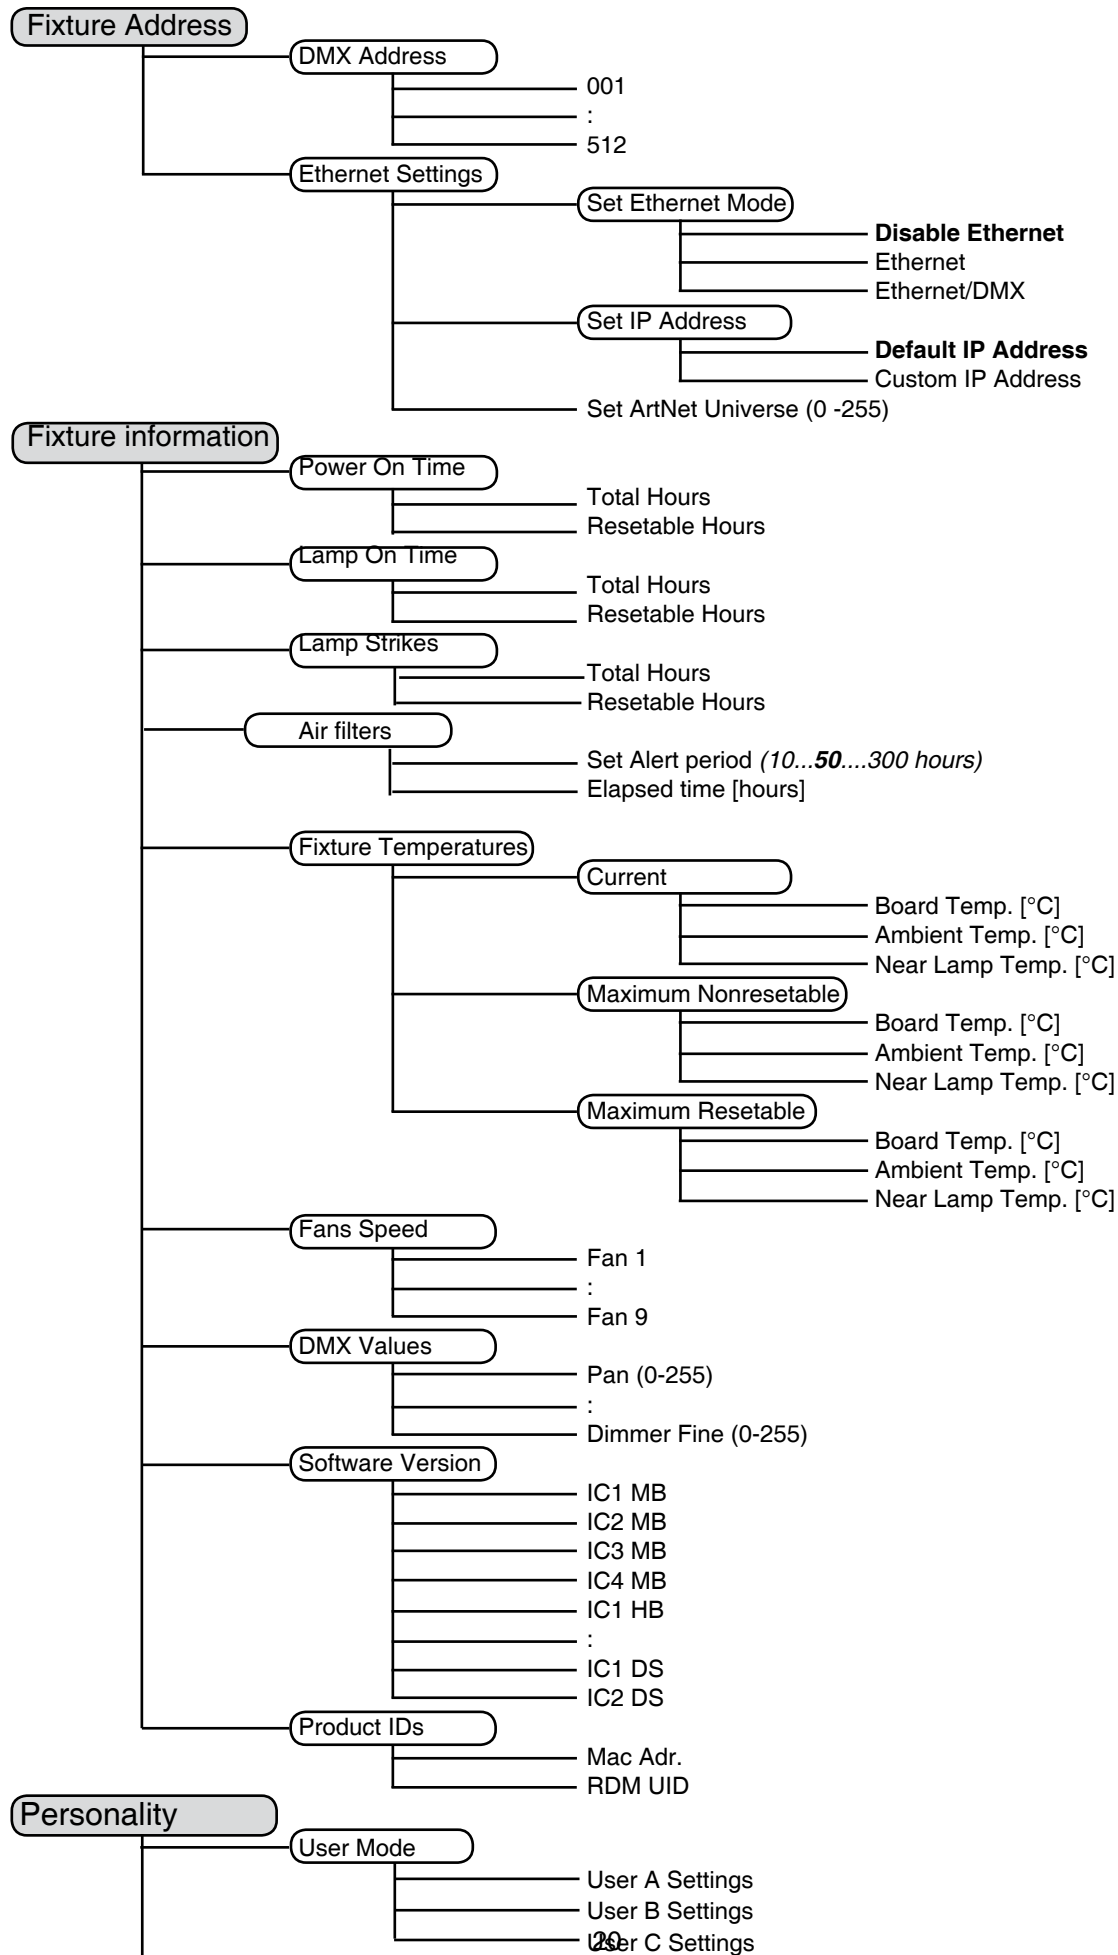 Fixture Address
DMX Address
001
:
512
Ethernet Settings
Set Ethernet Mode
Disable Ethernet
Ethernet
Ethernet/DMX
Set IP Address
Default IP Address
Custom IP Address
Set ArtNet Universe (0 -255)
Fixture information
Power On Time
Total Hours
Resetable Hours
Lamp On Time
Total Hours
Resetable Hours
Lamp Strikes
Total Hours
Resetable Hours
Air filters
Set Alert period (10...50....300 hours)
Elapsed time [hours]
Fixture Temperatures
Current
Board Temp. [°C]
Ambient Temp. [°C]
Near Lamp Temp. [°C]
Maximum Nonresetable
Board Temp. [°C]
Ambient Temp. [°C]
Near Lamp Temp. [°C]
Maximum Resetable
Board Temp. [°C]
Ambient Temp. [°C]
Near Lamp Temp. [°C]
Fans Speed
Fan 1
:
Fan 9
DMX Values
Pan (0-255)
:
Dimmer Fine (0-255)
Software Version
IC1 MB
IC2 MB
IC3 MB
IC4 MB
IC1 HB
:
IC1 DS
IC2 DS
Product IDs
Mac Adr.
RDM UID
Personality
User Mode
User A Settings
User B Settings
User C Settings
20